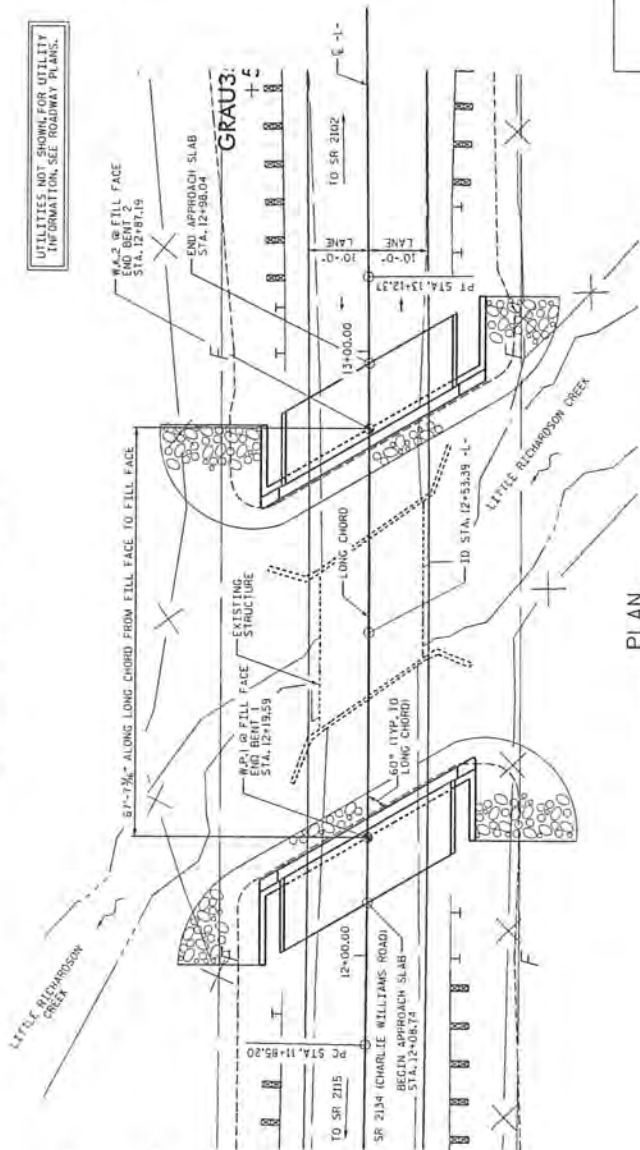 UTILITIES NOT SHOWN. FOR UTILITY
INFORMATION, SEE ROADWAY PLANS.
67'-7 3/16" ALONG LONG CHORD FROM FILL FACE TO FILL FACE
W.P.2 @ FILL FACE
END BENT 2
STA. 12+87.19
END APPROACH SLAB
STA. 12+98.04
GRAU3
+5
LITTLE RICHARDSON
CREEK
EXISTING
STRUCTURE
W.P.1 @ FILL FACE
END BENT 1
STA. 12+19.59
F
TO SR 2102
10'-0"
LANE
10'-0"
LANE
℄ -L-
13+00.00
PT STA. 13+12.37
LONG CHORD
60° (TYP. TO
LONG CHORD)
12+00.00
PC STA. 11+85.20
TO SR 2115
SR 2134 (CHARLIE WILLIAMS ROAD)
BEGIN APPROACH SLAB
STA. 12+08.74
ID STA. 12+53.39 -L-
LITTLE RICHARDSON CREEK
F
F
PLAN